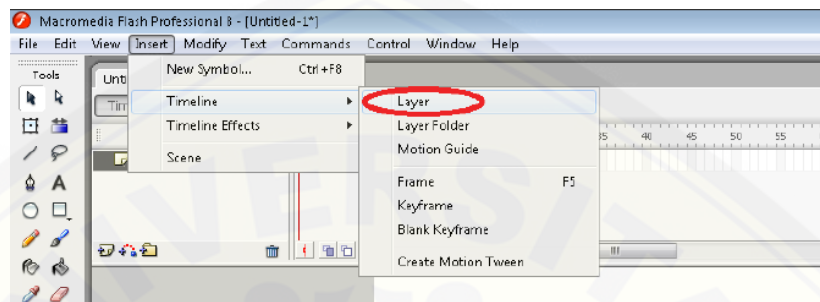 Macromedia Flash Professional 8 - [Untitled-1*]
File Edit View Insert Modify Text Commands Control Window Help
Tools
Unti
New Symbol... Ctrl+F8
Tim
Timeline
Layer
Timeline Effects
Layer Folder
35 40 45 50 55
Scene
Motion Guide
Frame F5
Keyframe
Blank Keyframe
Create Motion Tween